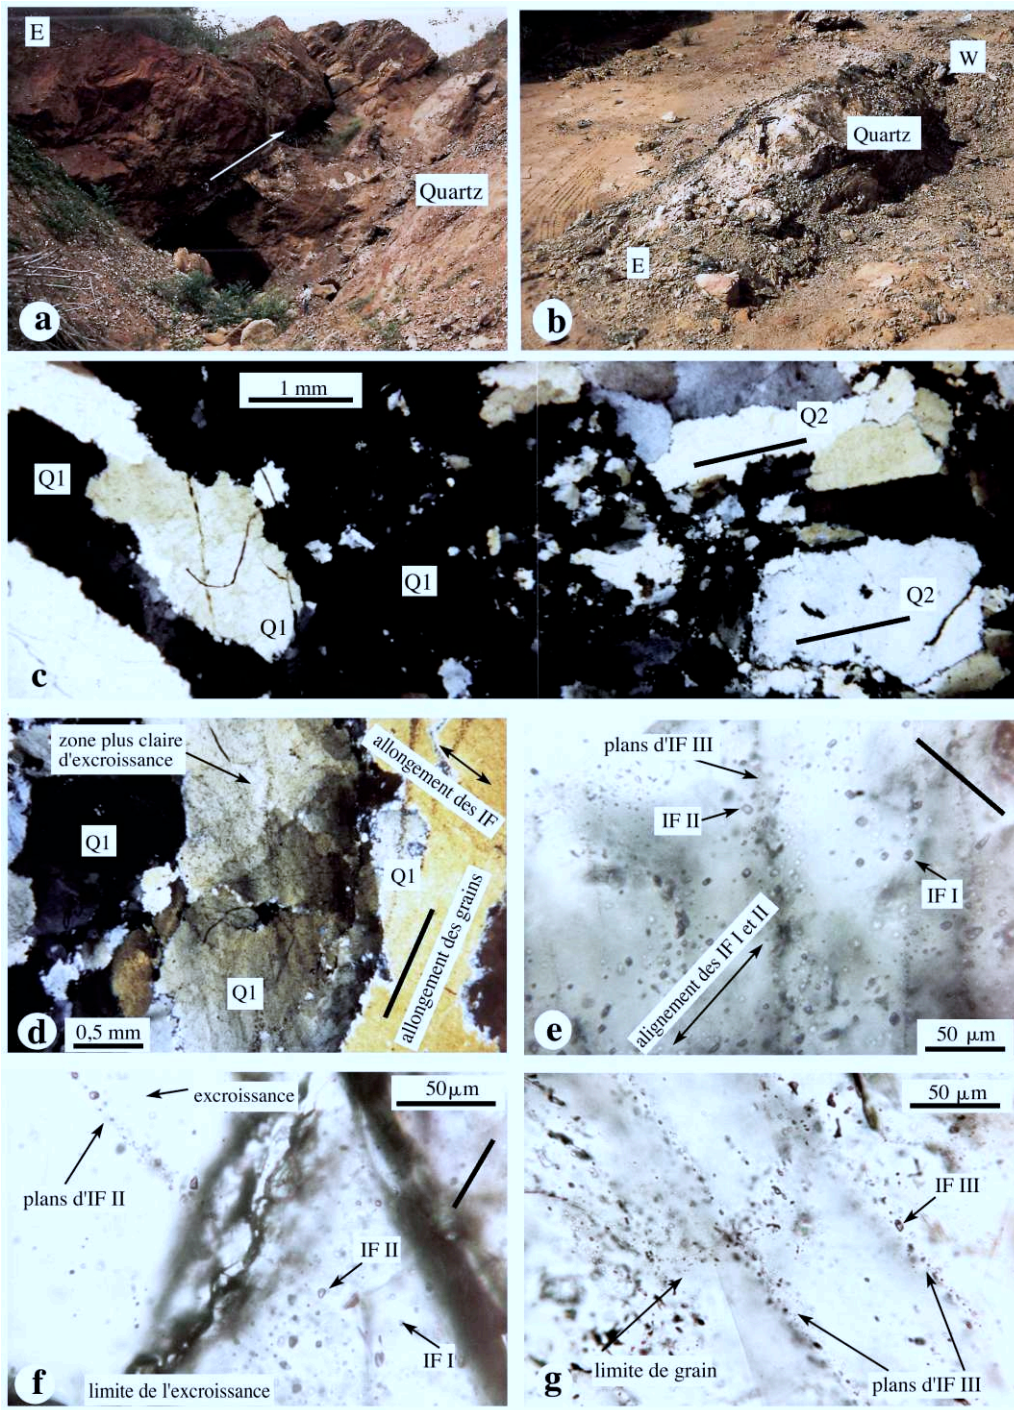 E
Quartz
a
W
Quartz
E
b
1 mm
Q1
Q1
Q1
Q2
Q2
c
zone plus claire
d'excroissance
Q1
Q1
Q1
allongement des IF
allongement des grains
d
0,5 mm
plans d'IF III
IF II
IF I
alignement des IF I et II
e
50 µm
excroissance
50 µm
plans d'IF II
IF II
IF I
f
limite de l'excroissance
50 µm
IF III
limite de grain
plans d'IF III
g